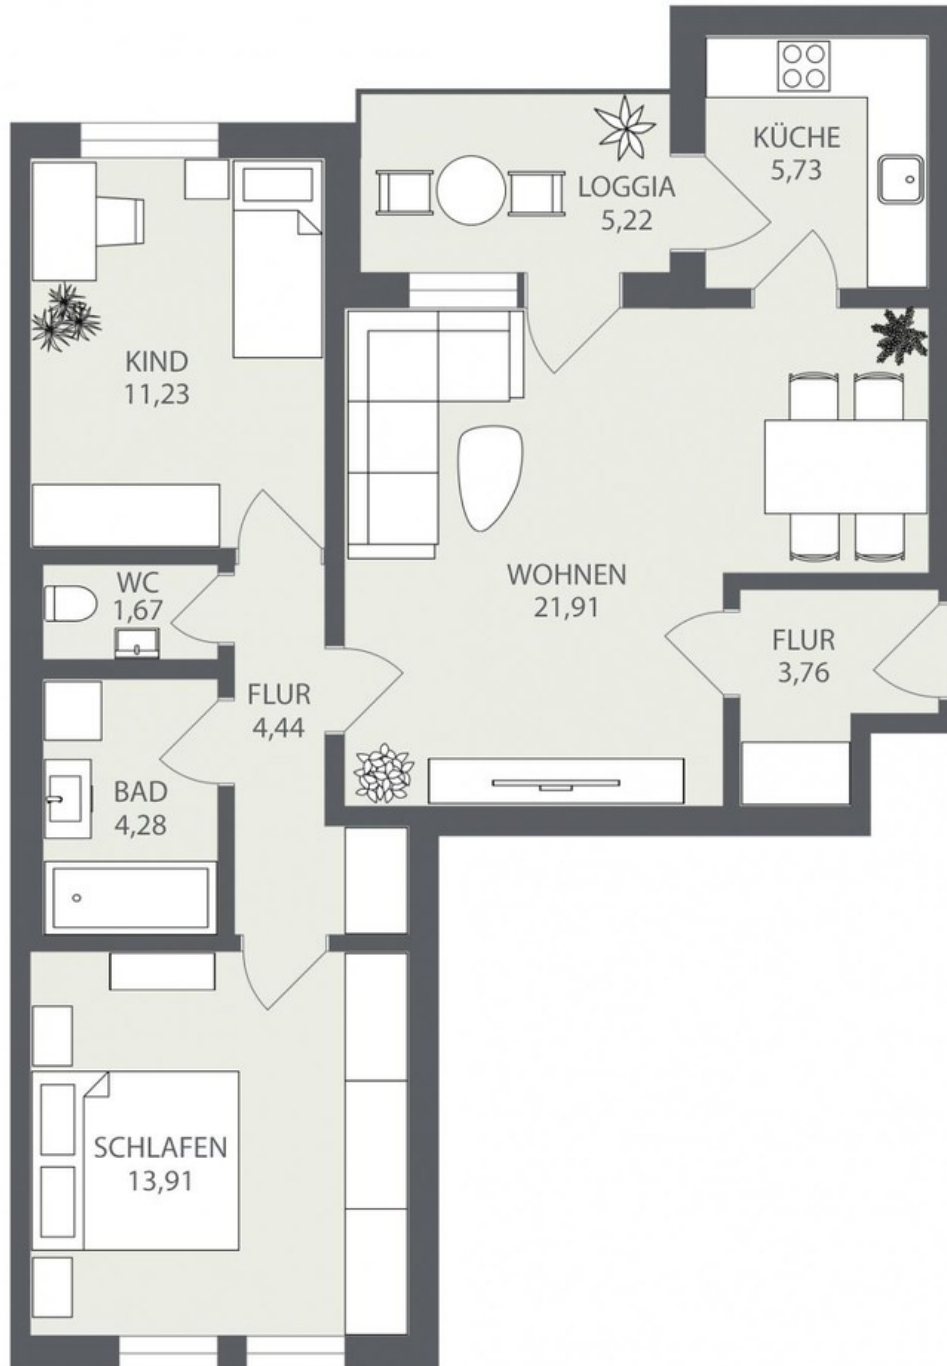 KÜCHE
5,73
LOGGIA
5,22
KIND
11,23
WOHNEN
21,91
WC
1,67
FLUR
3,76
FLUR
4,44
BAD
4,28
SCHLAFEN
13,91